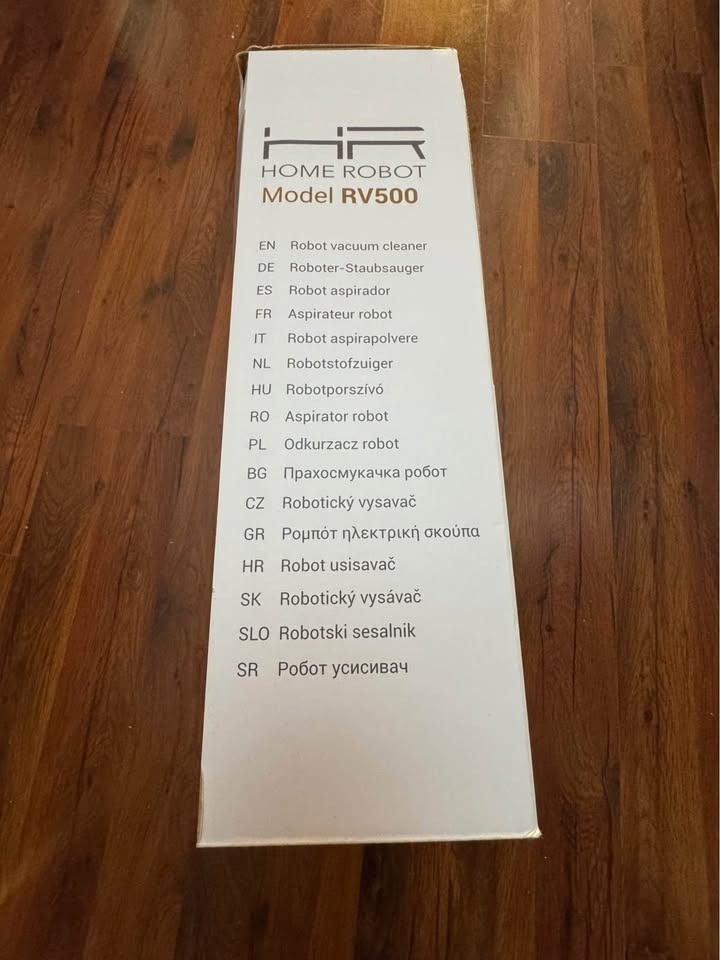 HR
HOME ROBOT
Model RV500
EN Robot vacuum cleaner
DE Roboter-Staubsauger
ES Robot aspirador
FR Aspirateur robot
IT Robot aspirapolvere
NL Robotstofzuiger
HU Robotporszívó
RO Aspirator robot
PL Odkurzacz robot
BG Прахосмукачка робот
CZ Robotický vysavač
GR Ρομπότ ηλεκτρική σκούπα
HR Robot usisavač
SK Robotický vysávač
SLO Robotski sesalnik
SR Робот усисивач